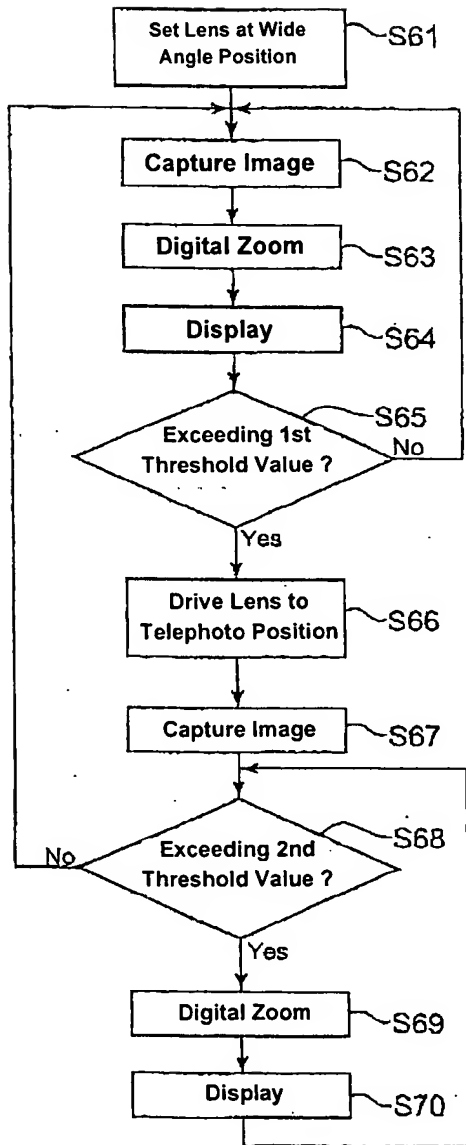 Set Lens at Wide
Angle Position
S61
Capture Image
S62
Digital Zoom
S63
Display
S64
S65
Exceeding 1st
Threshold Value ?
No
Yes
Drive Lens to
Telephoto Position
S66
Capture Image
S67
S68
No
Exceeding 2nd
Threshold Value ?
Yes
Digital Zoom
S69
Display
S70